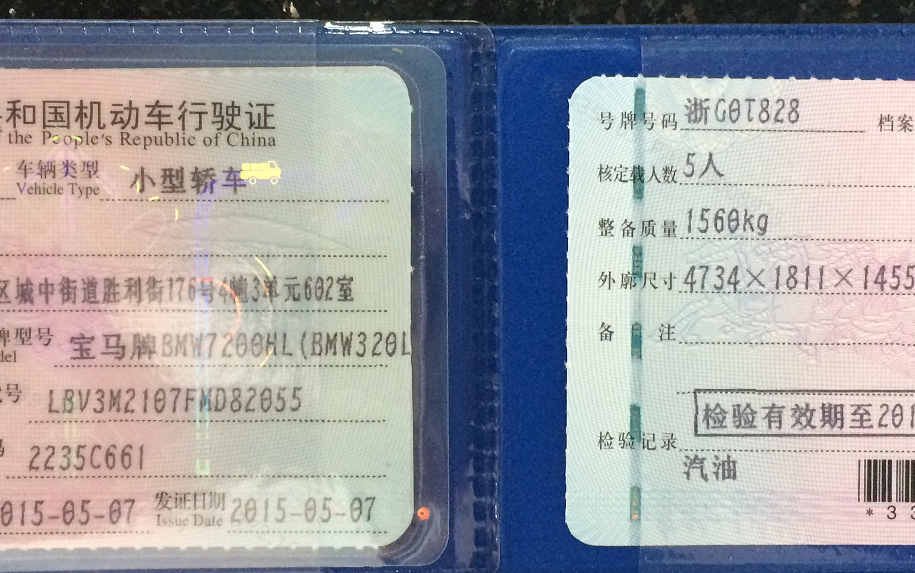 和国机动车行驶证
the People's Republic of China
车辆类型 小型轿车
Vehicle Type
区城中街道胜利街176号4幢3单元602室
牌型号 宝马牌BMW7200HL(BMW320L
del
号 LBV3M2107FMD82055
2235C661
015-05-07 发证日期 2015-05-07
Issue Date
号牌号码 浙G0T828 档案
核定载人数 5人
整备质量 1560kg
外廓尺寸 4734×1811×1455
备 注
检验有效期至201
检验记录
汽油
*33